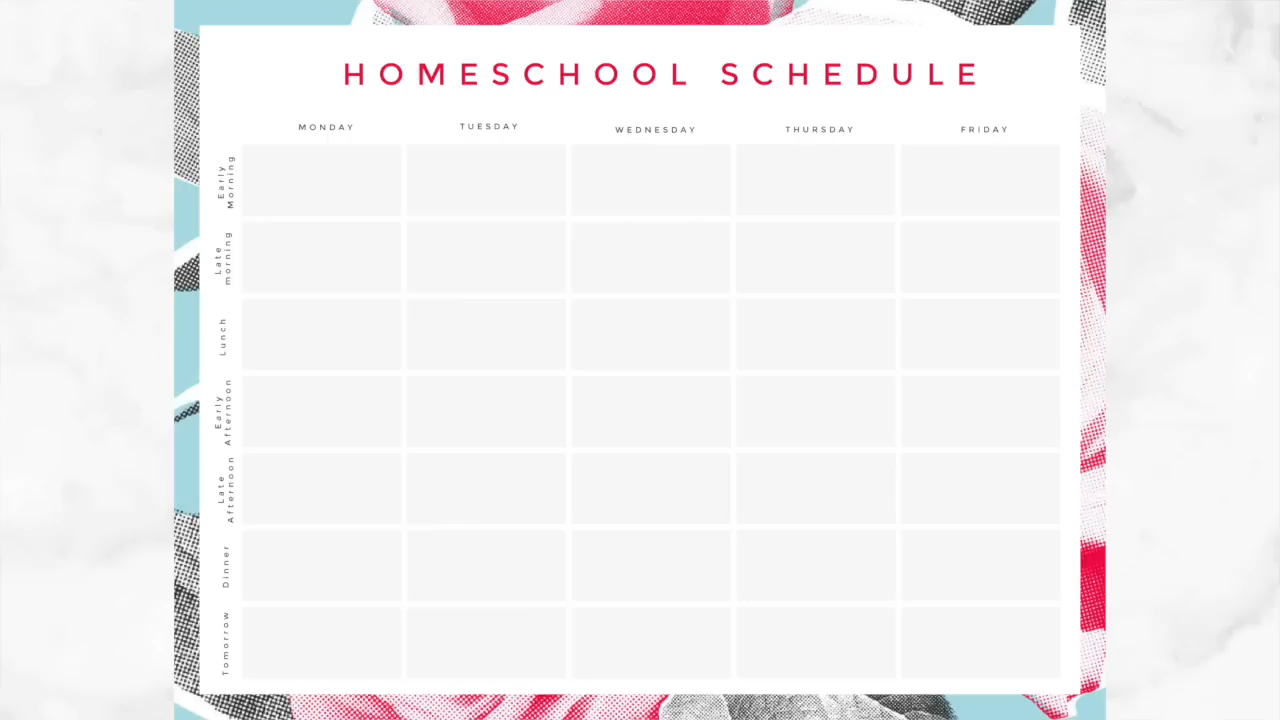 HOMESCHOOL SCHEDULE
MONDAY TUESDAY WEDNESDAY THURSDAY FRIDAY
Early
Morning
Late
morning
Lunch
Early
Afternoon
Late
Afternoon
Dinner
Tomorrow